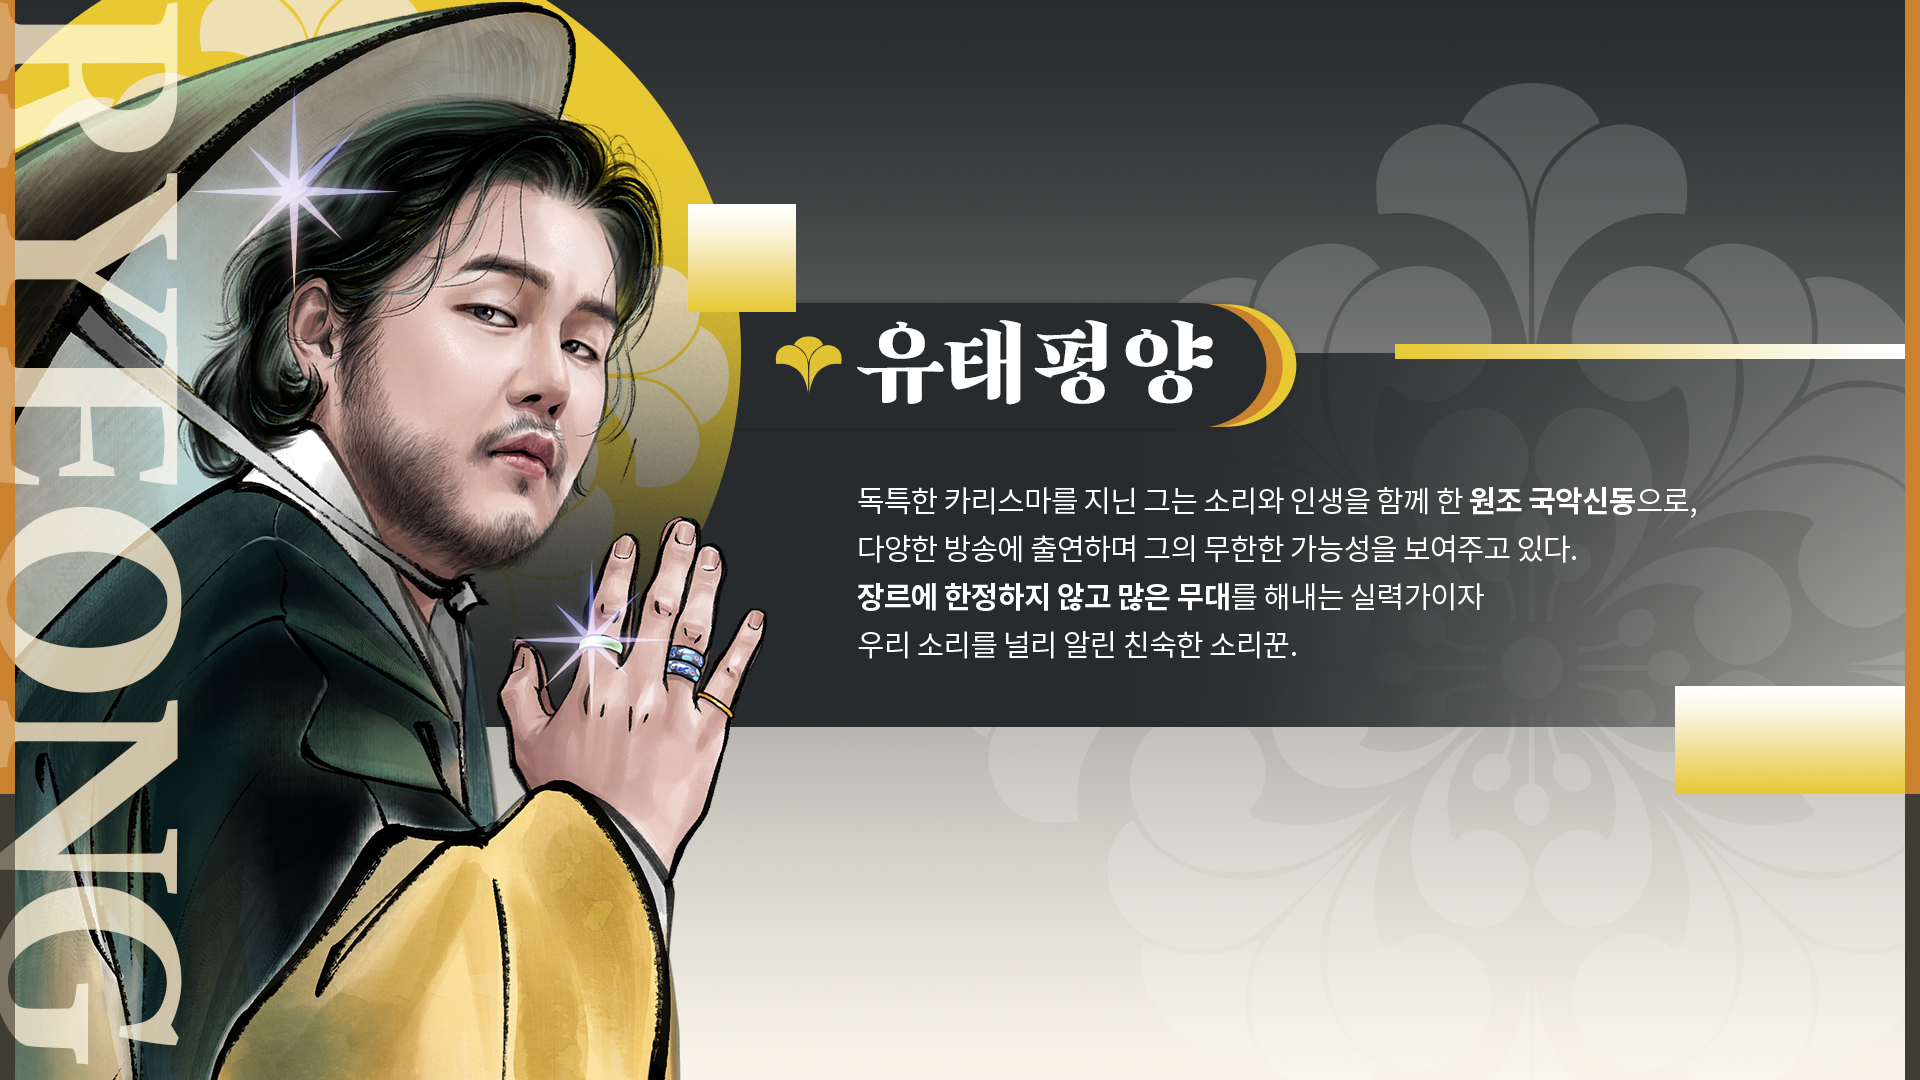 RYEONG
유태평양
독특한 카리스마를 지닌 그는 소리와 인생을 함께 한 원조 국악신동으로,
다양한 방송에 출연하며 그의 무한한 가능성을 보여주고 있다.
장르에 한정하지 않고 많은 무대를 해내는 실력가이자
우리 소리를 널리 알린 친숙한 소리꾼.